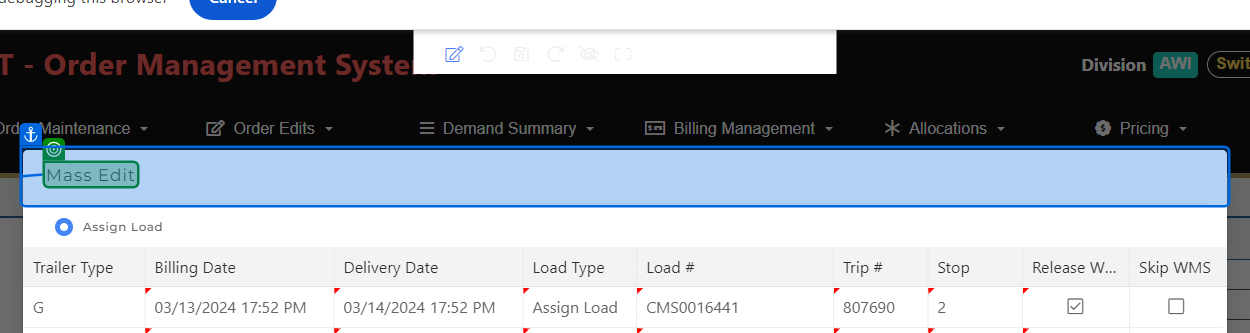 debugging this browser Cancel
T - Order Management System
Division AWI Swit
Order Maintenance Order Edits Demand Summary Billing Management Allocations Pricing
Mass Edit
Assign Load
Trailer Type Billing Date Delivery Date Load Type Load # Trip # Stop Release W... Skip WMS
G 03/13/2024 17:52 PM 03/14/2024 17:52 PM Assign Load CMS0016441 807690 2